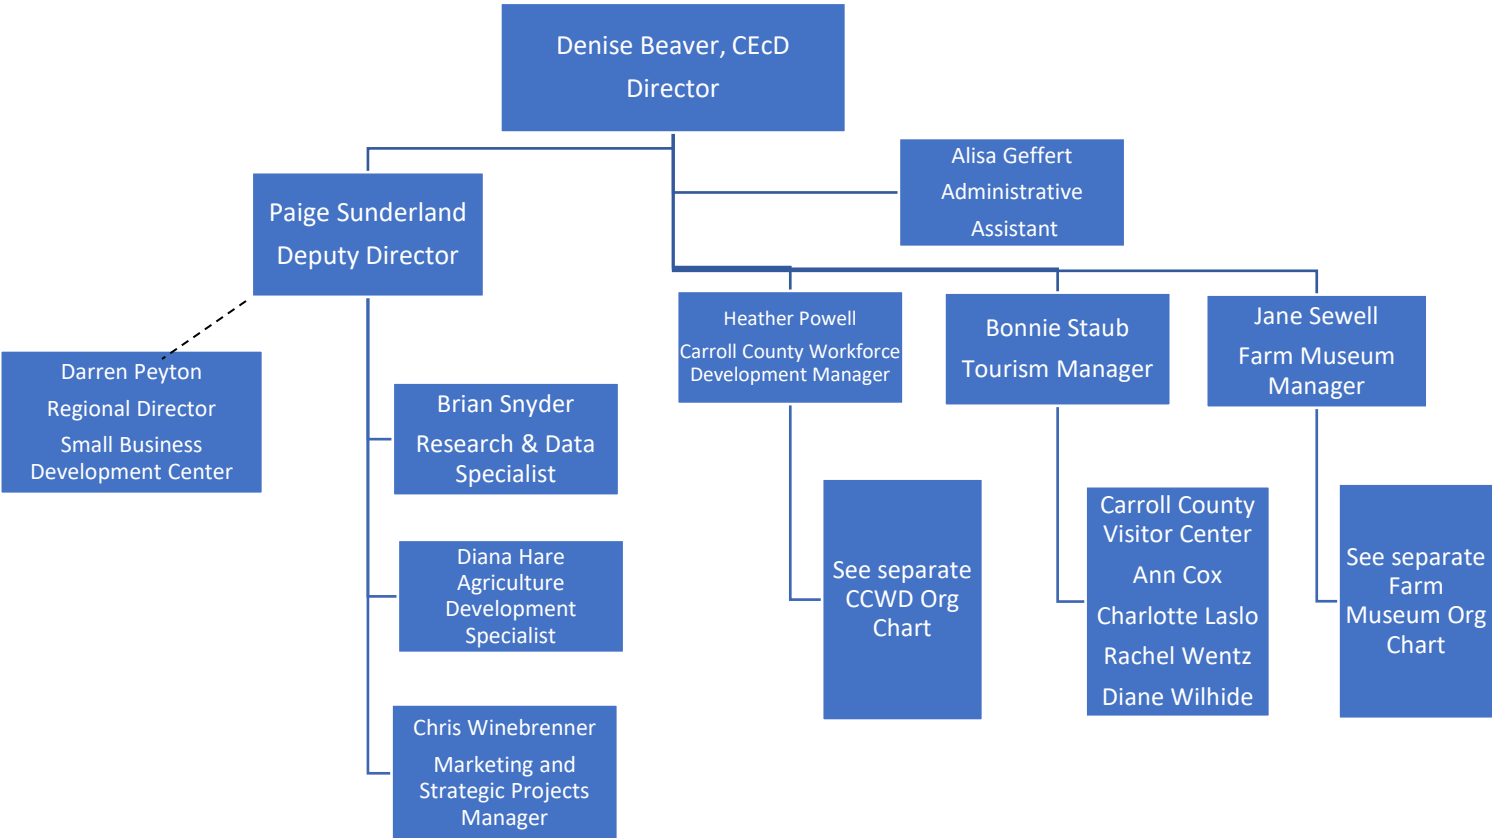 Denise Beaver, CEcD
Director
Alisa Geffert
Administrative
Assistant
Paige Sunderland
Deputy Director
Darren Peyton
Regional Director
Small Business
Development Center
Brian Snyder
Research & Data
Specialist
Diana Hare
Agriculture
Development
Specialist
Chris Winebrenner
Marketing and
Strategic Projects
Manager
Heather Powell
Carroll County Workforce
Development Manager
See separate
CCWD Org
Chart
Bonnie Staub
Tourism Manager
Carroll County
Visitor Center
Ann Cox
Charlotte Laslo
Rachel Wentz
Diane Wilhide
Jane Sewell
Farm Museum
Manager
See separate
Farm
Museum Org
Chart